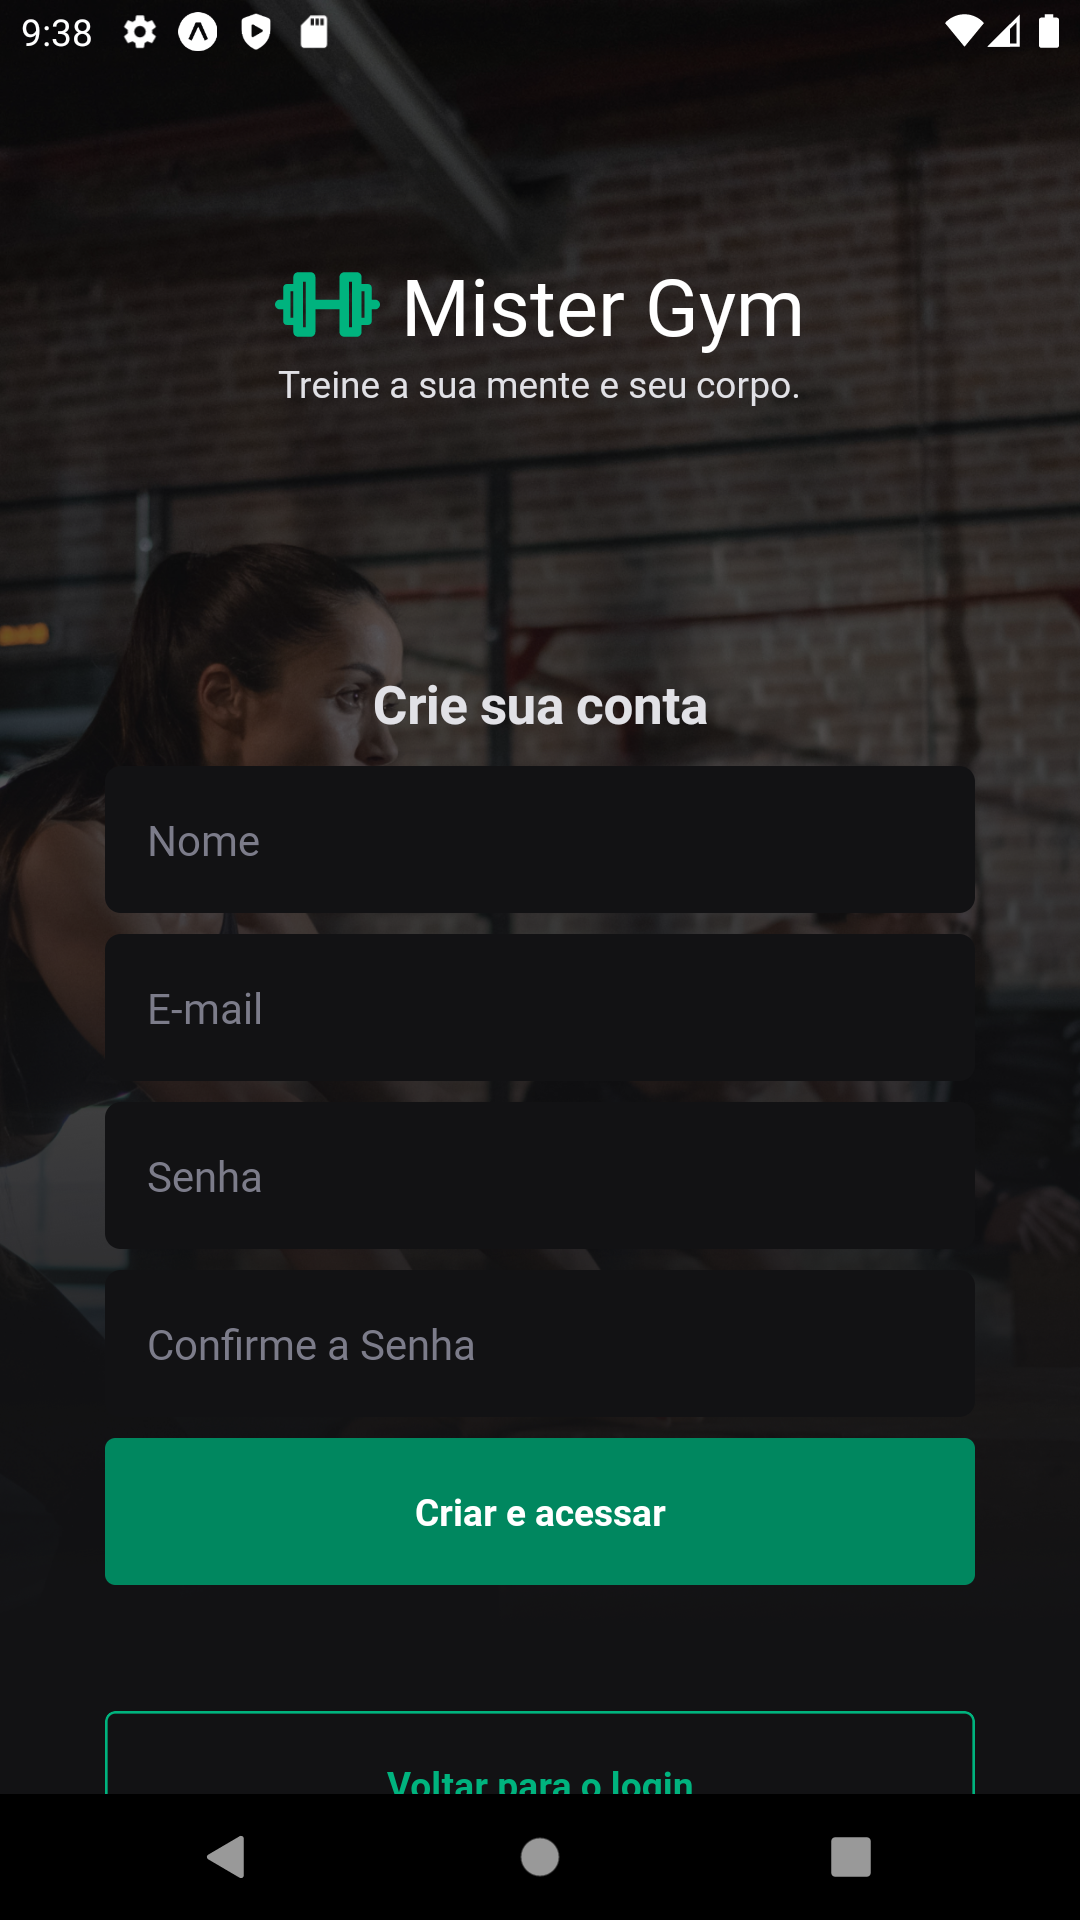 9:38
Mister Gym
Treine a sua mente e seu corpo.
Crie sua conta
Nome
E-mail
Senha
Confirme a Senha
Criar e acessar
Voltar para o login